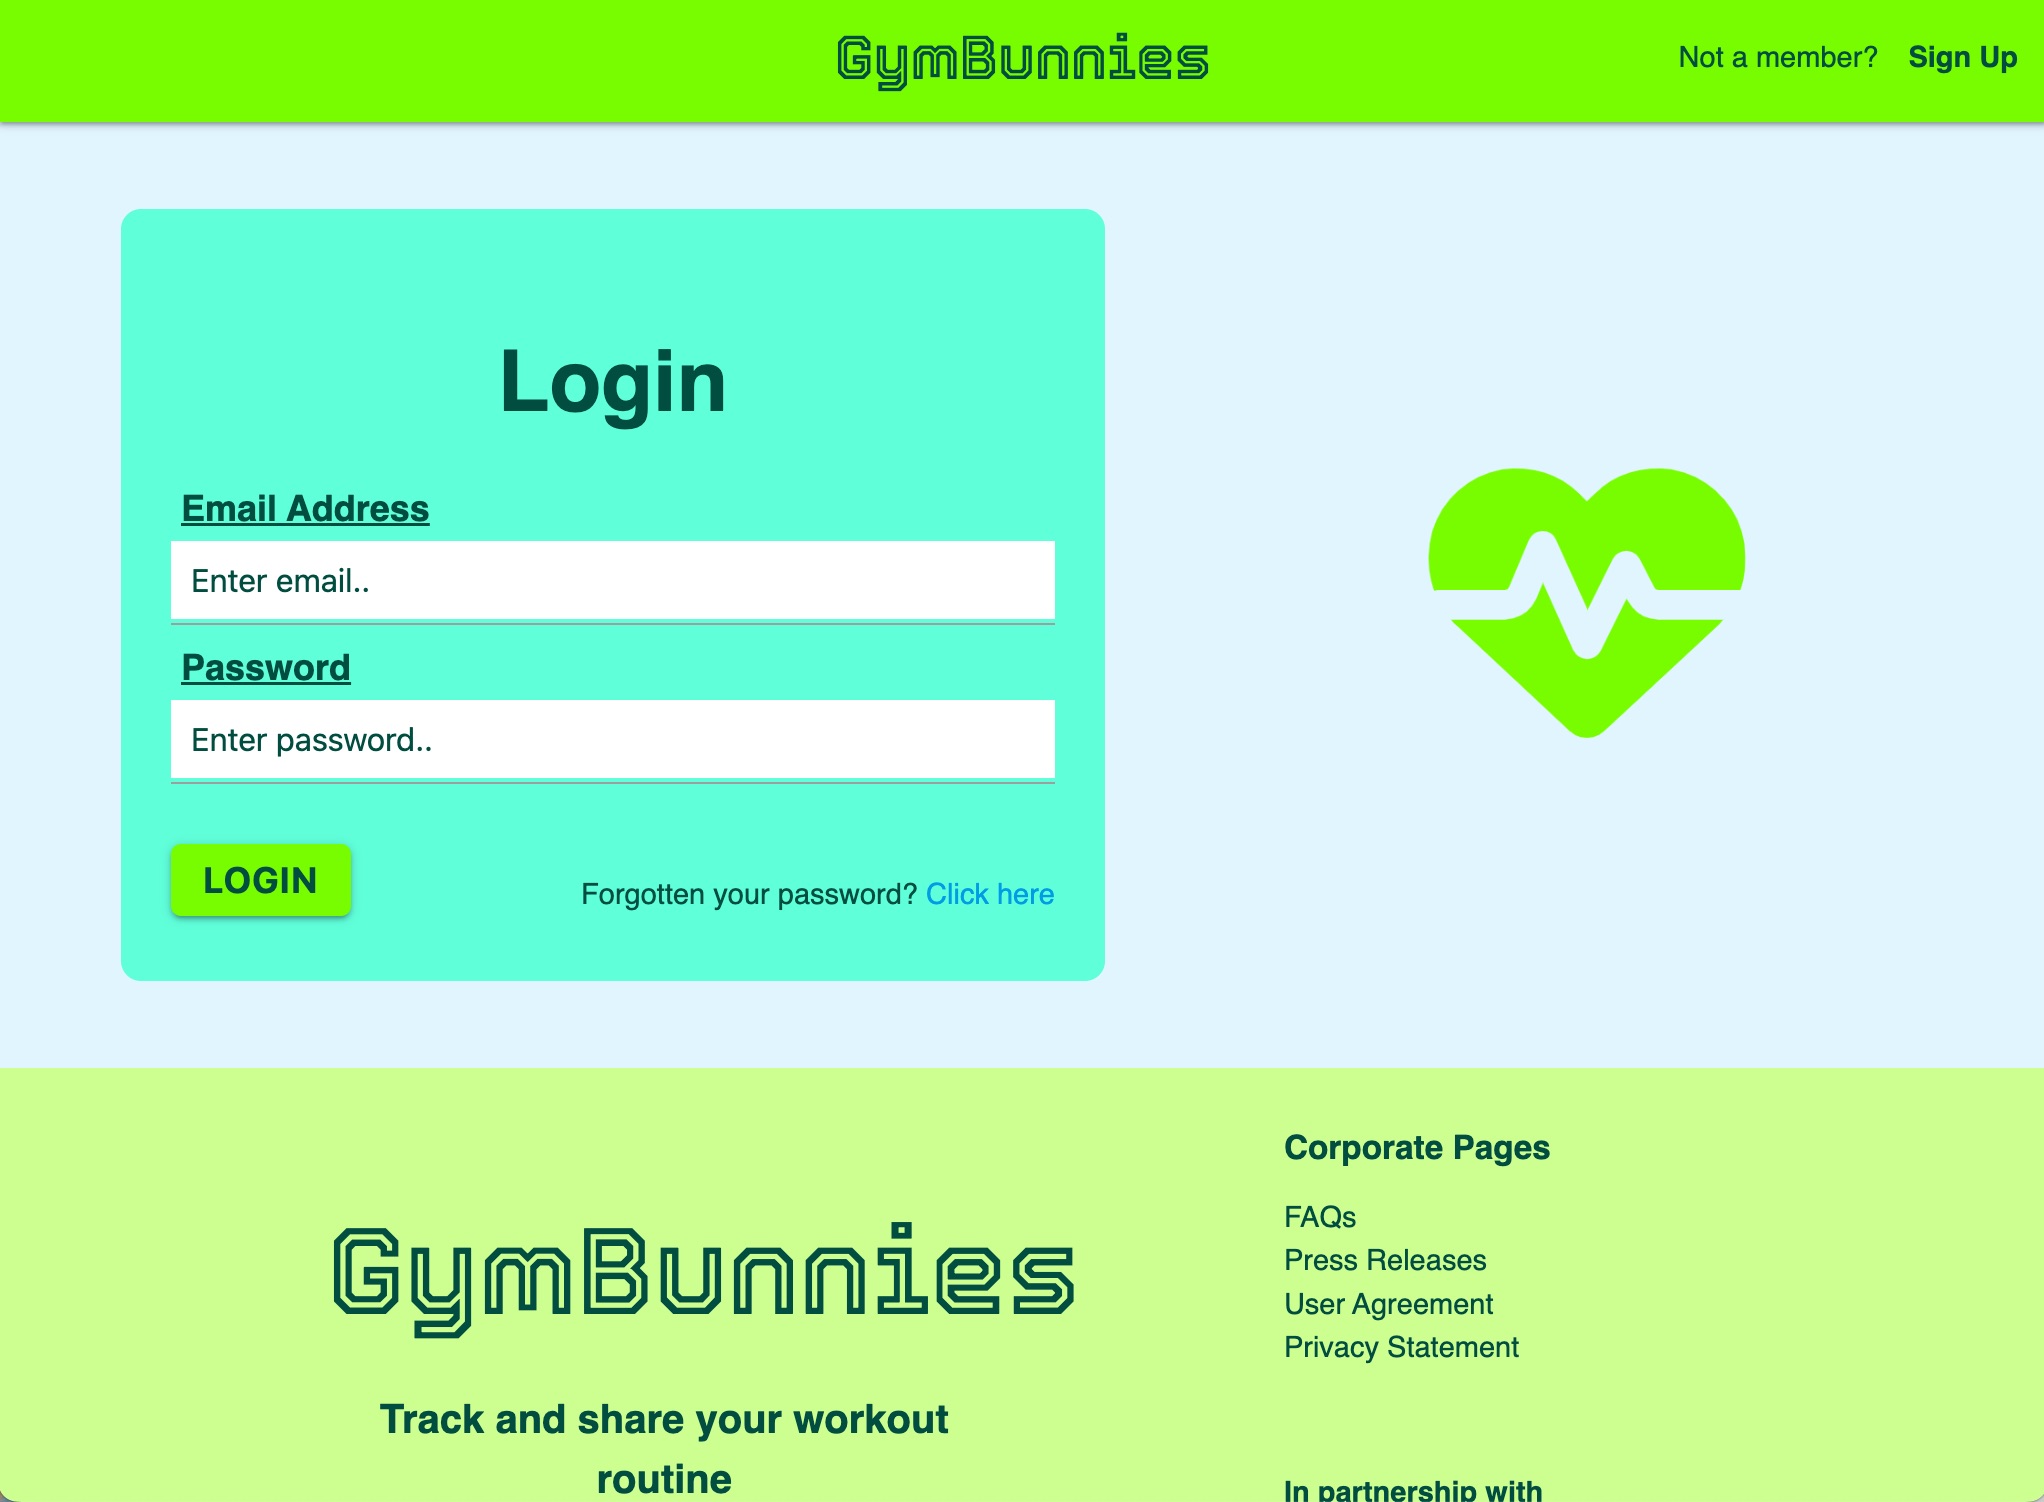 GymBunnies
Not a member? Sign Up
Login
Email Address
Enter email..
Password
Enter password..
LOGIN
Forgotten your password? Click here
GymBunnies
Track and share your workout
routine
Corporate Pages
FAQs
Press Releases
User Agreement
Privacy Statement
In partnership with